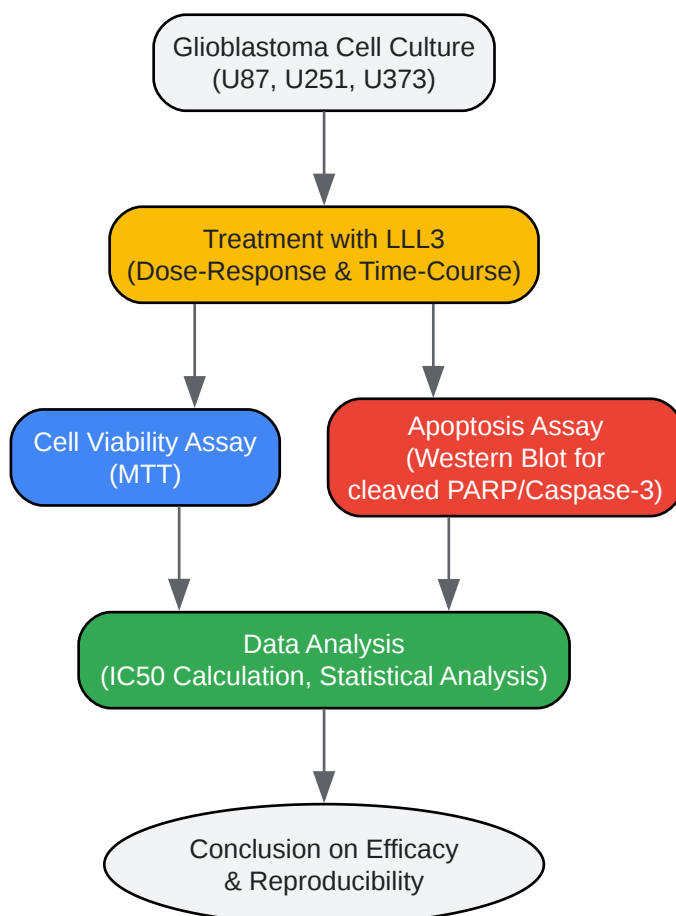 Glioblastoma Cell Culture
(U87, U251, U373)
Treatment with LLL3
(Dose-Response & Time-Course)
Cell Viability Assay
(MTT)
Apoptosis Assay
(Western Blot for
cleaved PARP/Caspase-3)
Data Analysis
(IC50 Calculation, Statistical Analysis)
Conclusion on Efficacy
& Reproducibility